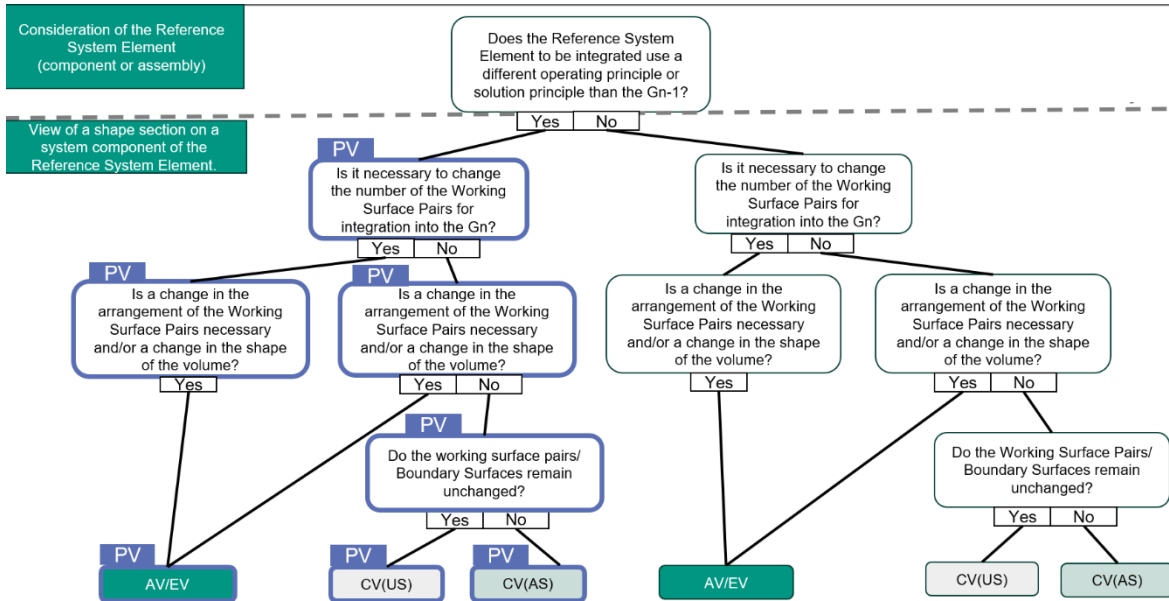 Consideration of the Reference
System Element
(component or assembly)
Does the Reference System
Element to be integrated use a
different operating principle or
solution principle than the Gn-1?
Yes No
View of a shape section on a
system component of the
Reference System Element.
PV
Is it necessary to change
the number of the Working
Surface Pairs for
integration into the Gn?
Yes No
Is it necessary to change
the number of the Working
Surface Pairs for
integration into the Gn?
Yes No
PV
Is a change in the
arrangement of the Working
Surface Pairs necessary
and/or a change in the shape
of the volume?
Yes
PV
Is a change in the
arrangement of the Working
Surface Pairs necessary
and/or a change in the shape
of the volume?
Yes No
Is a change in the
arrangement of the Working
Surface Pairs necessary
and/or a change in the shape
of the volume?
Yes
Is a change in the
arrangement of the Working
Surface Pairs necessary
and/or a change in the shape
of the volume?
Yes No
PV
Do the working surface pairs/
Boundary Surfaces remain
unchanged?
Yes No
Do the Working Surface Pairs/
Boundary Surfaces remain
unchanged?
Yes No
PV
AV/EV
PV
CV(US)
PV
CV(AS)
AV/EV
CV(US)
CV(AS)